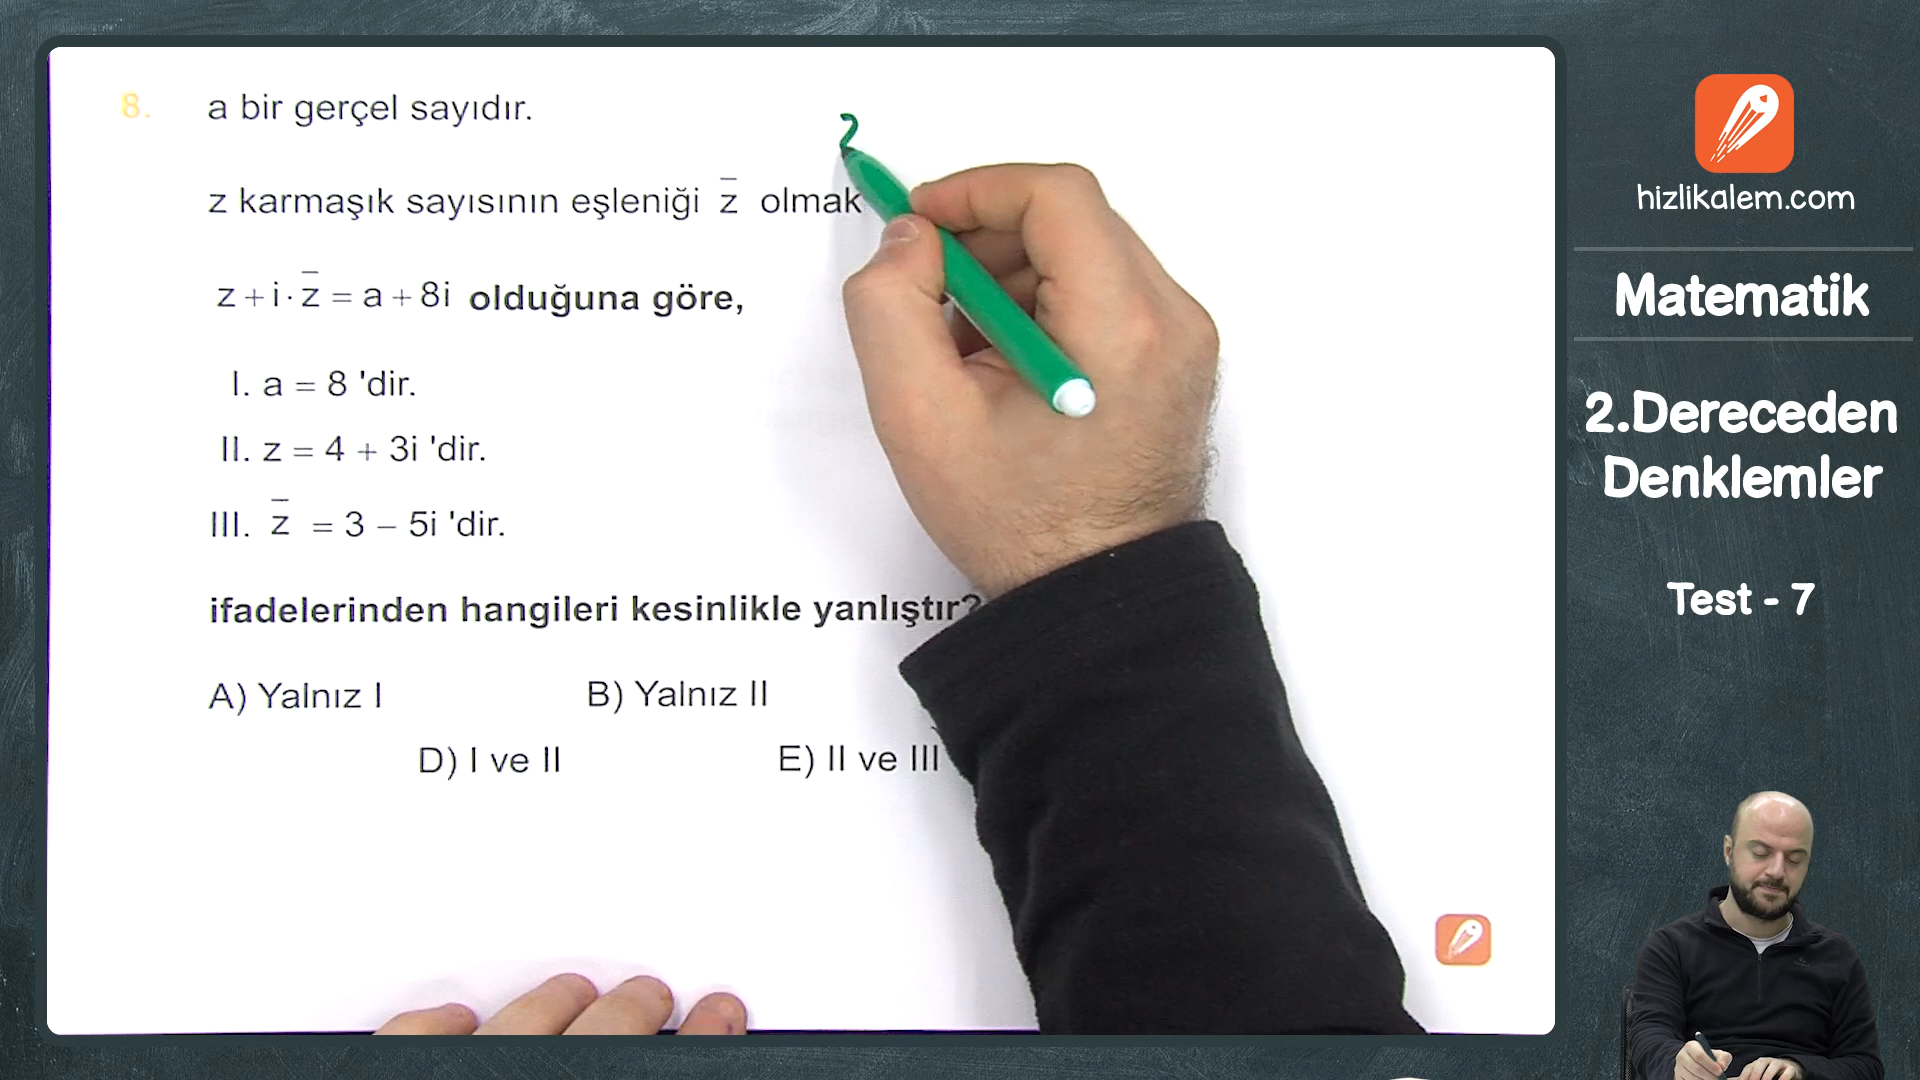 8. a bir gerçel sayıdır.
z karmaşık sayısının eşleniği z̅ olmak
z + i · z̅ = a + 8i olduğuna göre,
I. a = 8 'dir.
II. z = 4 + 3i 'dir.
III. z̅ = 3 – 5i 'dir.
ifadelerinden hangileri kesinlikle yanlıştır?
A) Yalnız I B) Yalnız II
D) I ve II E) II ve III
hizlikalem.com
Matematik
2.Dereceden
Denklemler
Test - 7